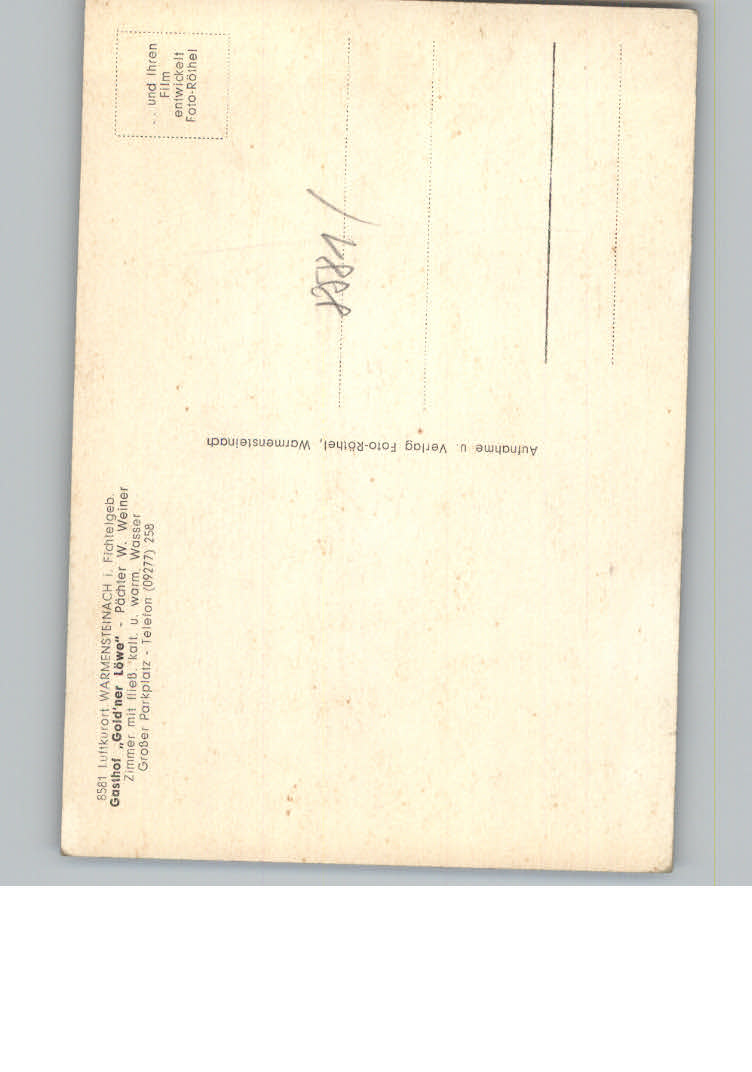 8581 Luftkurort WARMENSTEINACH i. Fichtelgeb.
Gasthof „Gold'ner Löwe" - Pächter W. Weiner
Zimmer mit fließ. kalt. u. warm. Wasser
Großer Parkplatz - Telefon (09277) 258
Aufnahme u. Verlag Foto-Röthel, Warmensteinach
... und Ihren
Film
entwickelt
Foto-Röthel